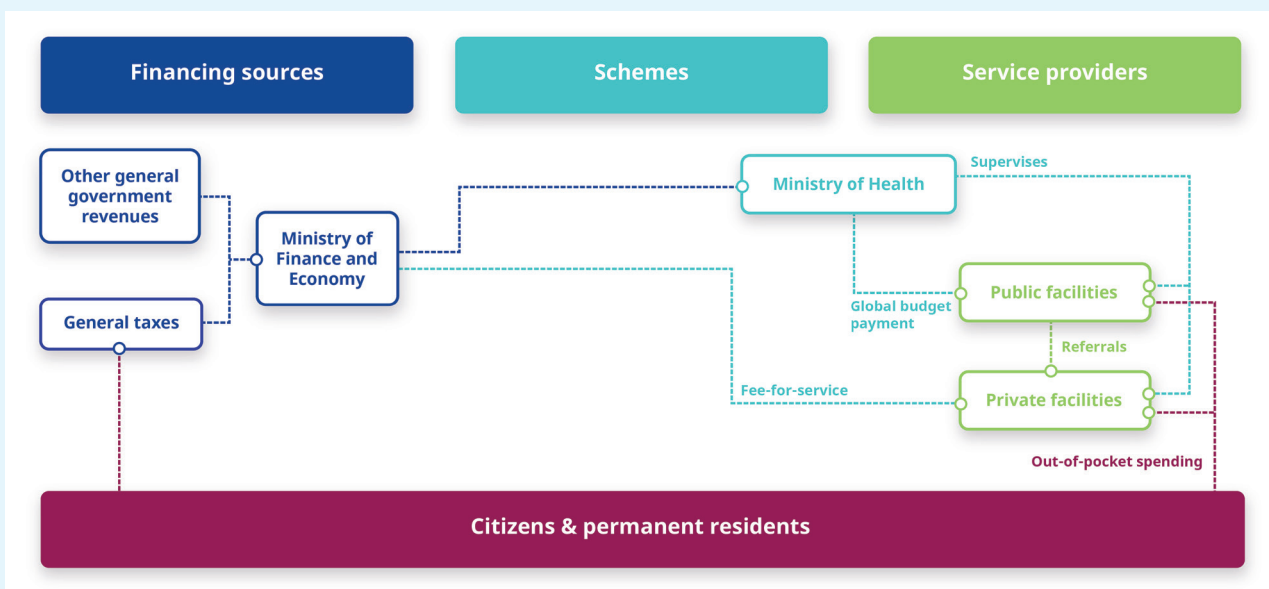 Financing sources
Schemes
Service providers
Other general
government
revenues
Ministry of
Finance and
Economy
General taxes
Ministry of Health
Supervises
Global budget
payment
Public facilities
Referrals
Fee-for-service
Private facilities
Out-of-pocket spending
Citizens & permanent residents